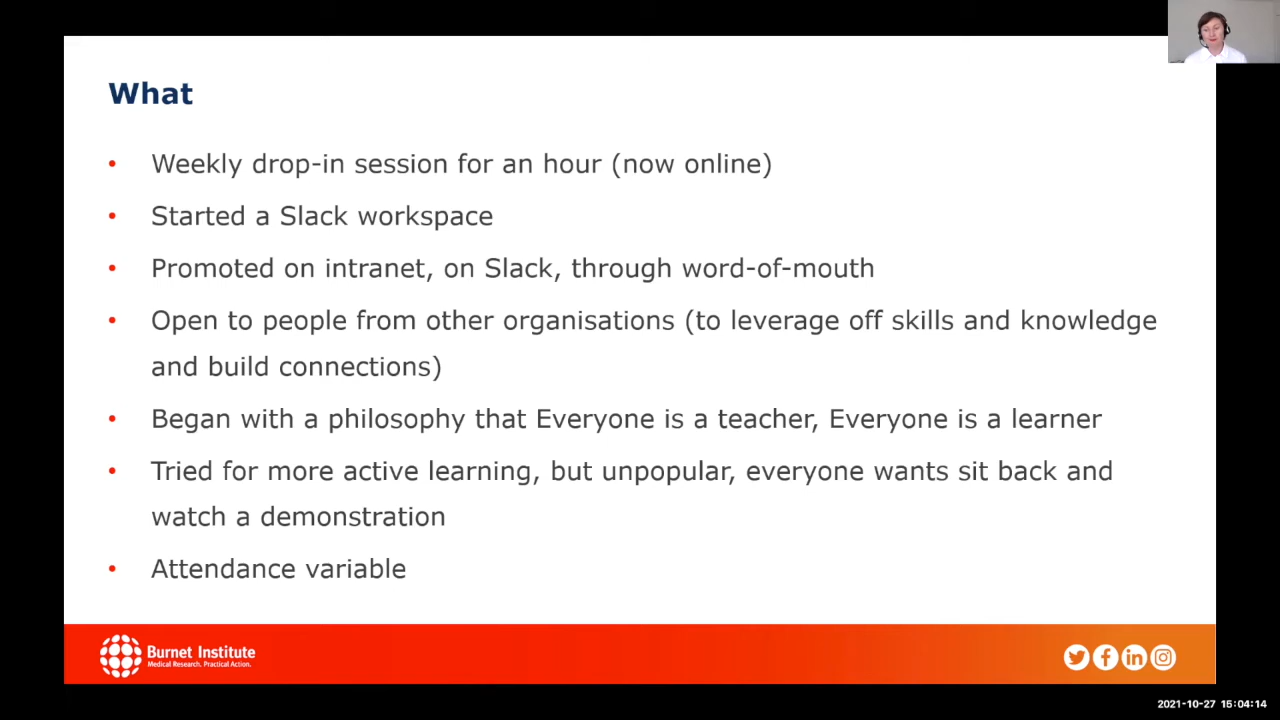 What
• Weekly drop-in session for an hour (now online)
• Started a Slack workspace
• Promoted on intranet, on Slack, through word-of-mouth
• Open to people from other organisations (to leverage off skills and knowledge
and build connections)
• Began with a philosophy that Everyone is a teacher, Everyone is a learner
• Tried for more active learning, but unpopular, everyone wants sit back and
watch a demonstration
• Attendance variable
Burnet Institute
Medical Research. Practical Action.
2021-10-27 16:04:14